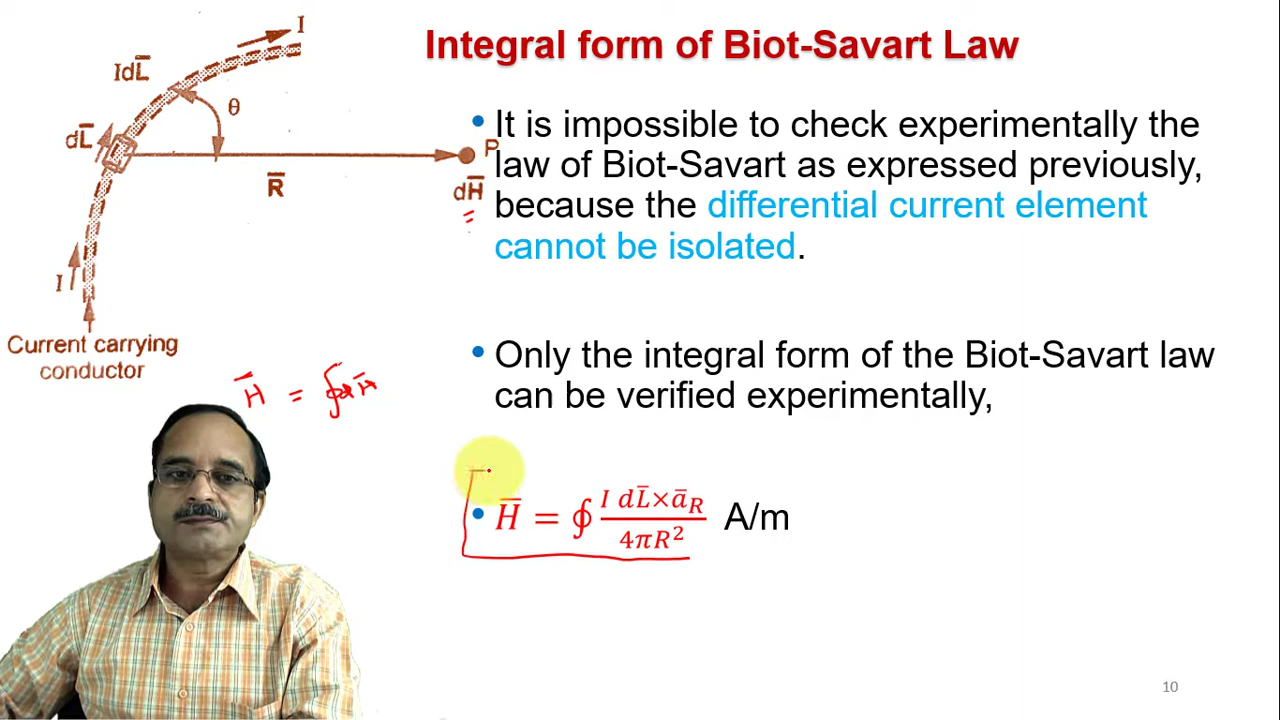 Integral form of Biot-Savart Law
I
IdL̅
θ
dL̅
P
R̅
dH̅
I
Current carrying
conductor
• It is impossible to check experimentally the
law of Biot-Savart as expressed previously,
because the differential current element
cannot be isolated.
• Only the integral form of the Biot-Savart law
can be verified experimentally,
H̅ = ∮ dH̅
• H̅ = ∮ I dL̅×a̅_R / 4πR² A/m
10